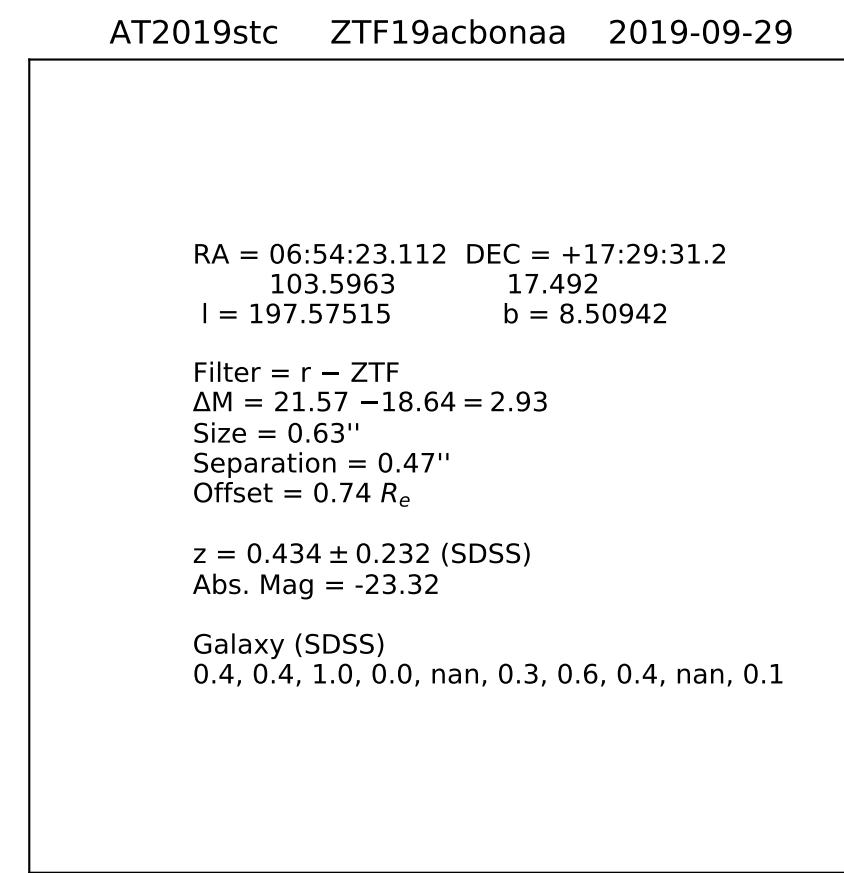 AT2019stc ZTF19acbonaa 2019-09-29
RA = 06:54:23.112 DEC = +17:29:31.2
103.5963 17.492
l = 197.57515 b = 8.50942
Filter = r − ZTF
ΔM = 21.57 −18.64 = 2.93
Size = 0.63''
Separation = 0.47''
Offset = 0.74 Rₑ
z = 0.434 ± 0.232 (SDSS)
Abs. Mag = -23.32
Galaxy (SDSS)
0.4, 0.4, 1.0, 0.0, nan, 0.3, 0.6, 0.4, nan, 0.1